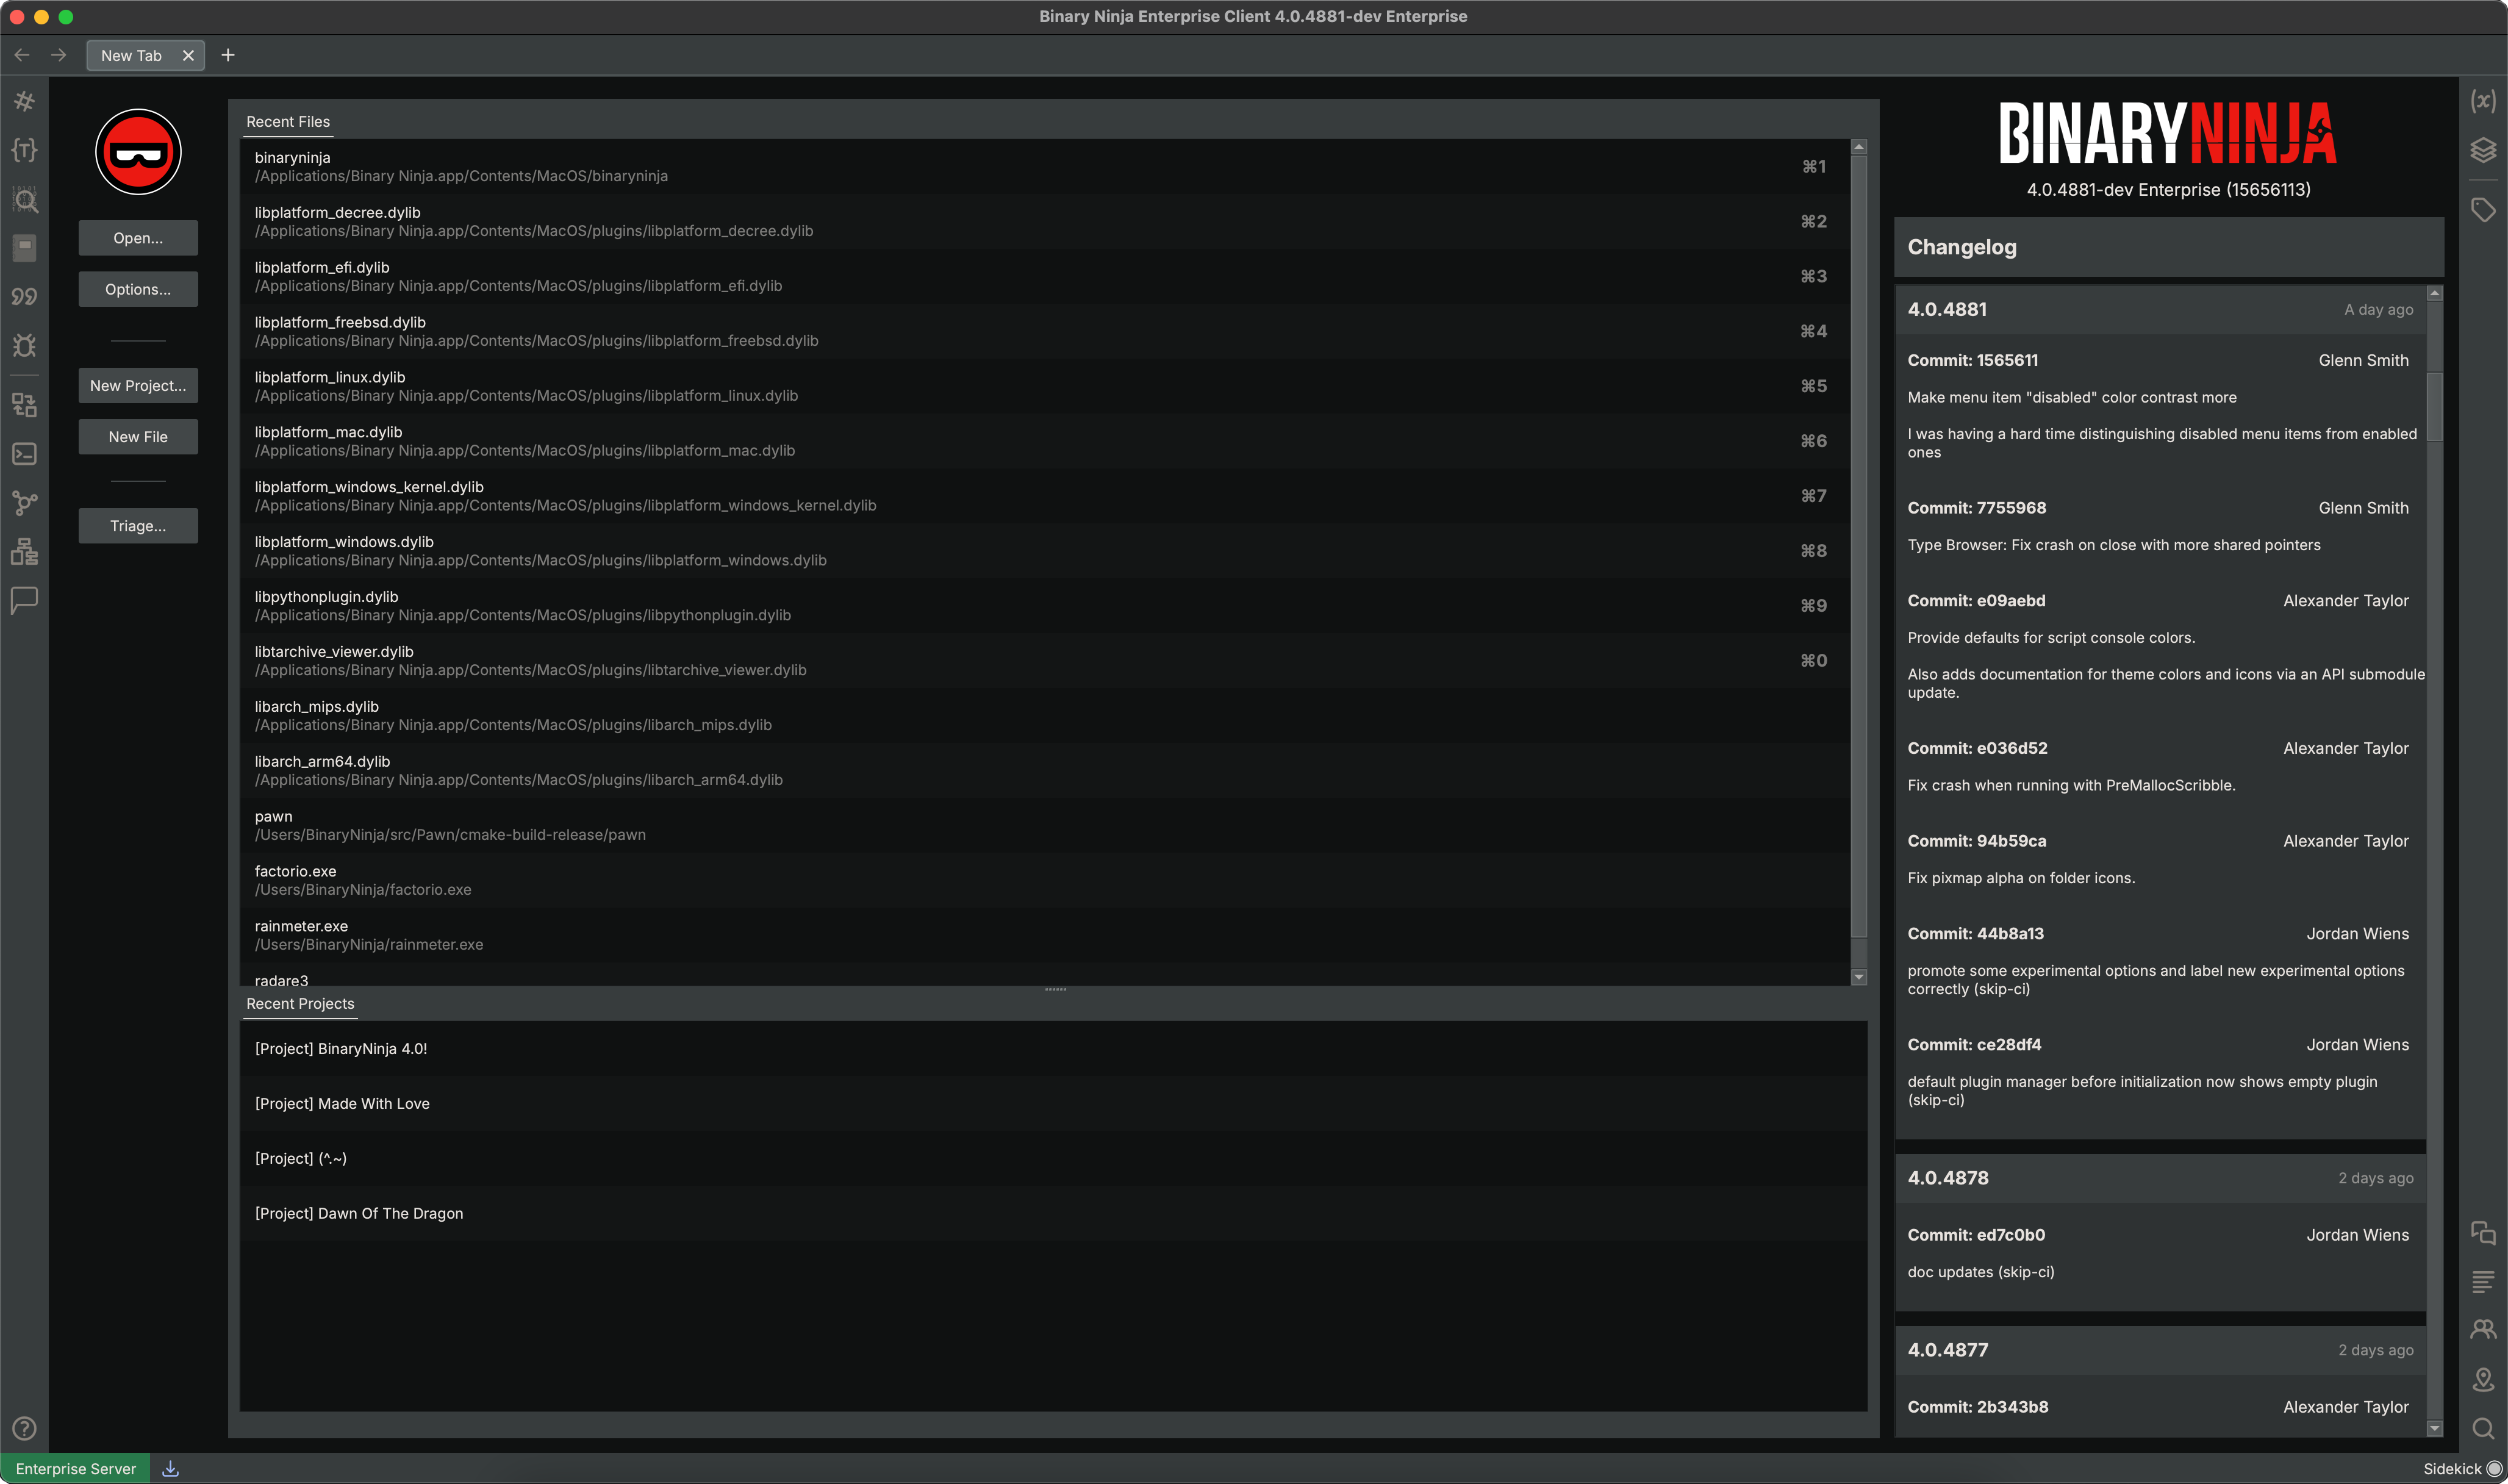 Binary Ninja Enterprise Client 4.0.4881-dev Enterprise
New Tab
Open...
Options...
New Project...
New File
Triage...
Recent Files
binaryninja
/Applications/Binary Ninja.app/Contents/MacOS/binaryninja
⌘1
libplatform_decree.dylib
/Applications/Binary Ninja.app/Contents/MacOS/plugins/libplatform_decree.dylib
⌘2
libplatform_efi.dylib
/Applications/Binary Ninja.app/Contents/MacOS/plugins/libplatform_efi.dylib
⌘3
libplatform_freebsd.dylib
/Applications/Binary Ninja.app/Contents/MacOS/plugins/libplatform_freebsd.dylib
⌘4
libplatform_linux.dylib
/Applications/Binary Ninja.app/Contents/MacOS/plugins/libplatform_linux.dylib
⌘5
libplatform_mac.dylib
/Applications/Binary Ninja.app/Contents/MacOS/plugins/libplatform_mac.dylib
⌘6
libplatform_windows_kernel.dylib
/Applications/Binary Ninja.app/Contents/MacOS/plugins/libplatform_windows_kernel.dylib
⌘7
libplatform_windows.dylib
/Applications/Binary Ninja.app/Contents/MacOS/plugins/libplatform_windows.dylib
⌘8
libpythonplugin.dylib
/Applications/Binary Ninja.app/Contents/MacOS/plugins/libpythonplugin.dylib
⌘9
libtarchive_viewer.dylib
/Applications/Binary Ninja.app/Contents/MacOS/plugins/libtarchive_viewer.dylib
⌘0
libarch_mips.dylib
/Applications/Binary Ninja.app/Contents/MacOS/plugins/libarch_mips.dylib
libarch_arm64.dylib
/Applications/Binary Ninja.app/Contents/MacOS/plugins/libarch_arm64.dylib
pawn
/Users/BinaryNinja/src/Pawn/cmake-build-release/pawn
factorio.exe
/Users/BinaryNinja/factorio.exe
rainmeter.exe
/Users/BinaryNinja/rainmeter.exe
radare3
Recent Projects
[Project] BinaryNinja 4.0!
[Project] Made With Love
[Project] (^.~)
[Project] Dawn Of The Dragon
BINARYNINJA
4.0.4881-dev Enterprise (15656113)
Changelog
4.0.4881 A day ago
Commit: 1565611 Glenn Smith
Make menu item "disabled" color contrast more
I was having a hard time distinguishing disabled menu items from enabled
ones
Commit: 7755968 Glenn Smith
Type Browser: Fix crash on close with more shared pointers
Commit: e09aebd Alexander Taylor
Provide defaults for script console colors.
Also adds documentation for theme colors and icons via an API submodule
update.
Commit: e036d52 Alexander Taylor
Fix crash when running with PreMallocScribble.
Commit: 94b59ca Alexander Taylor
Fix pixmap alpha on folder icons.
Commit: 44b8a13 Jordan Wiens
promote some experimental options and label new experimental options
correctly (skip-ci)
Commit: ce28df4 Jordan Wiens
default plugin manager before initialization now shows empty plugin
(skip-ci)
4.0.4878 2 days ago
Commit: ed7c0b0 Jordan Wiens
doc updates (skip-ci)
4.0.4877 2 days ago
Commit: 2b343b8 Alexander Taylor
Enterprise Server
Sidekick